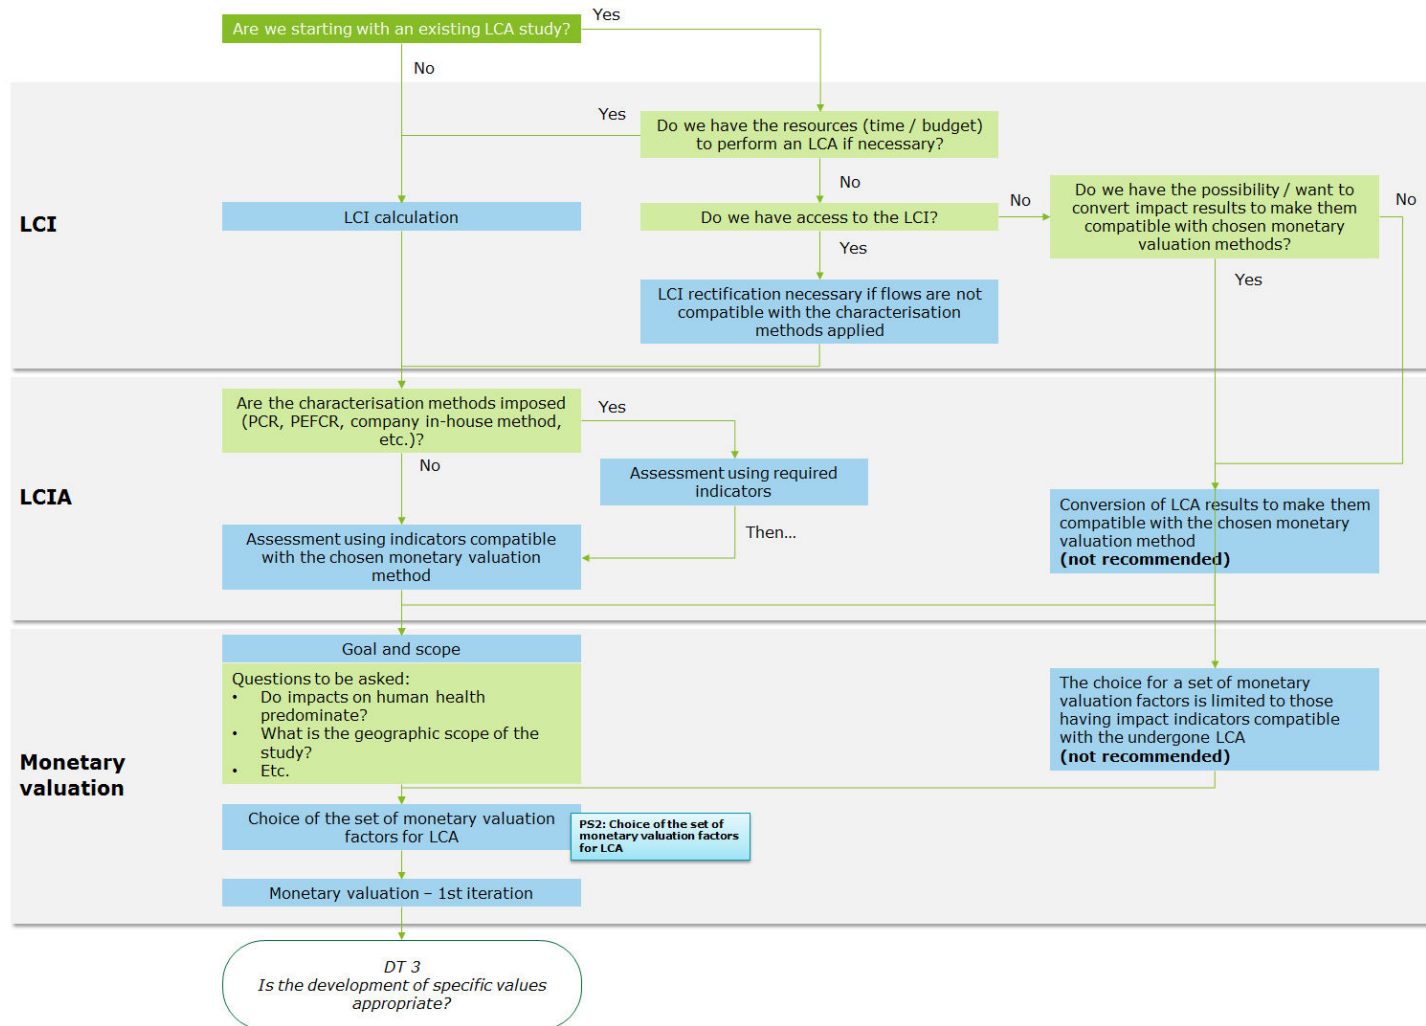 Are we starting with an existing LCA study?
Yes
No
LCI
Yes
Do we have the resources (time / budget)
to perform an LCA if necessary?
No
LCI calculation
Do we have access to the LCI?
No
Do we have the possibility / want to
convert impact results to make them
compatible with chosen monetary
valuation methods?
No
Yes
Yes
LCI rectification necessary if flows are not
compatible with the characterisation
methods applied
LCIA
Are the characterisation methods imposed
(PCR, PEFCR, company in-house method,
etc.)?
Yes
No
Assessment using required
indicators
Then...
Assessment using indicators compatible
with the chosen monetary valuation
method
Conversion of LCA results to make them
compatible with the chosen monetary
valuation method
(not recommended)
Monetary
valuation
Goal and scope
Questions to be asked:
• Do impacts on human health
predominate?
• What is the geographic scope of the
study?
• Etc.
The choice for a set of monetary
valuation factors is limited to those
having impact indicators compatible
with the undergone LCA
(not recommended)
Choice of the set of monetary valuation
factors for LCA
PS2: Choice of the set of
monetary valuation factors
for LCA
Monetary valuation – 1st iteration
DT 3
Is the development of specific values
appropriate?